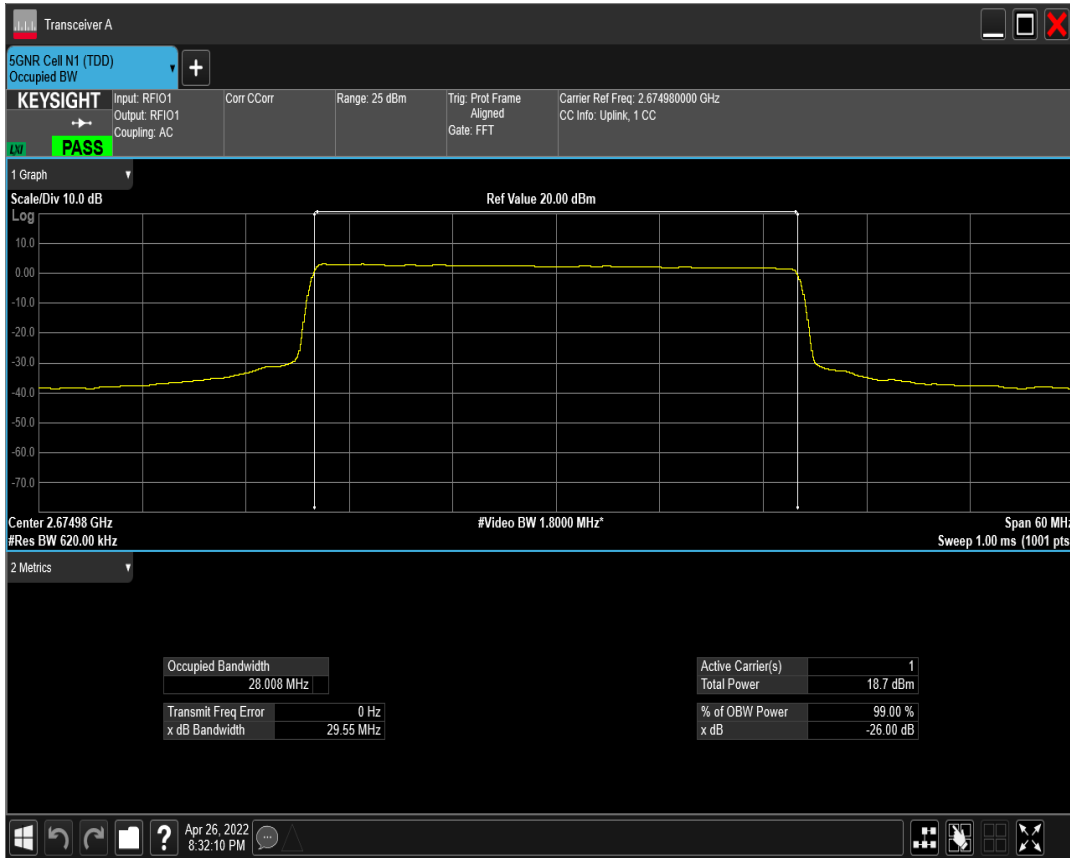 Transceiver A
5GNR Cell N1 (TDD)
Occupied BW
+
KEYSIGHT
LXI
PASS
Input: RFIO1
Output: RFIO1
Coupling: AC
Corr CCorr
Range: 25 dBm
Trig: Prot Frame
Aligned
Gate: FFT
Carrier Ref Freq: 2.674980000 GHz
CC Info: Uplink, 1 CC
1 Graph
Scale/Div 10.0 dB
Ref Value 20.00 dBm
Log
10.0
0.00
-10.0
-20.0
-30.0
-40.0
-50.0
-60.0
-70.0
Center 2.67498 GHz
#Video BW 1.8000 MHz*
Span 60 MHz
#Res BW 620.00 kHz
Sweep 1.00 ms (1001 pts
2 Metrics
Occupied Bandwidth
28.008 MHz
Transmit Freq Error 0 Hz
x dB Bandwidth 29.55 MHz
Active Carrier(s) 1
Total Power 18.7 dBm
% of OBW Power 99.00 %
x dB -26.00 dB
?
Apr 26, 2022
8:32:10 PM